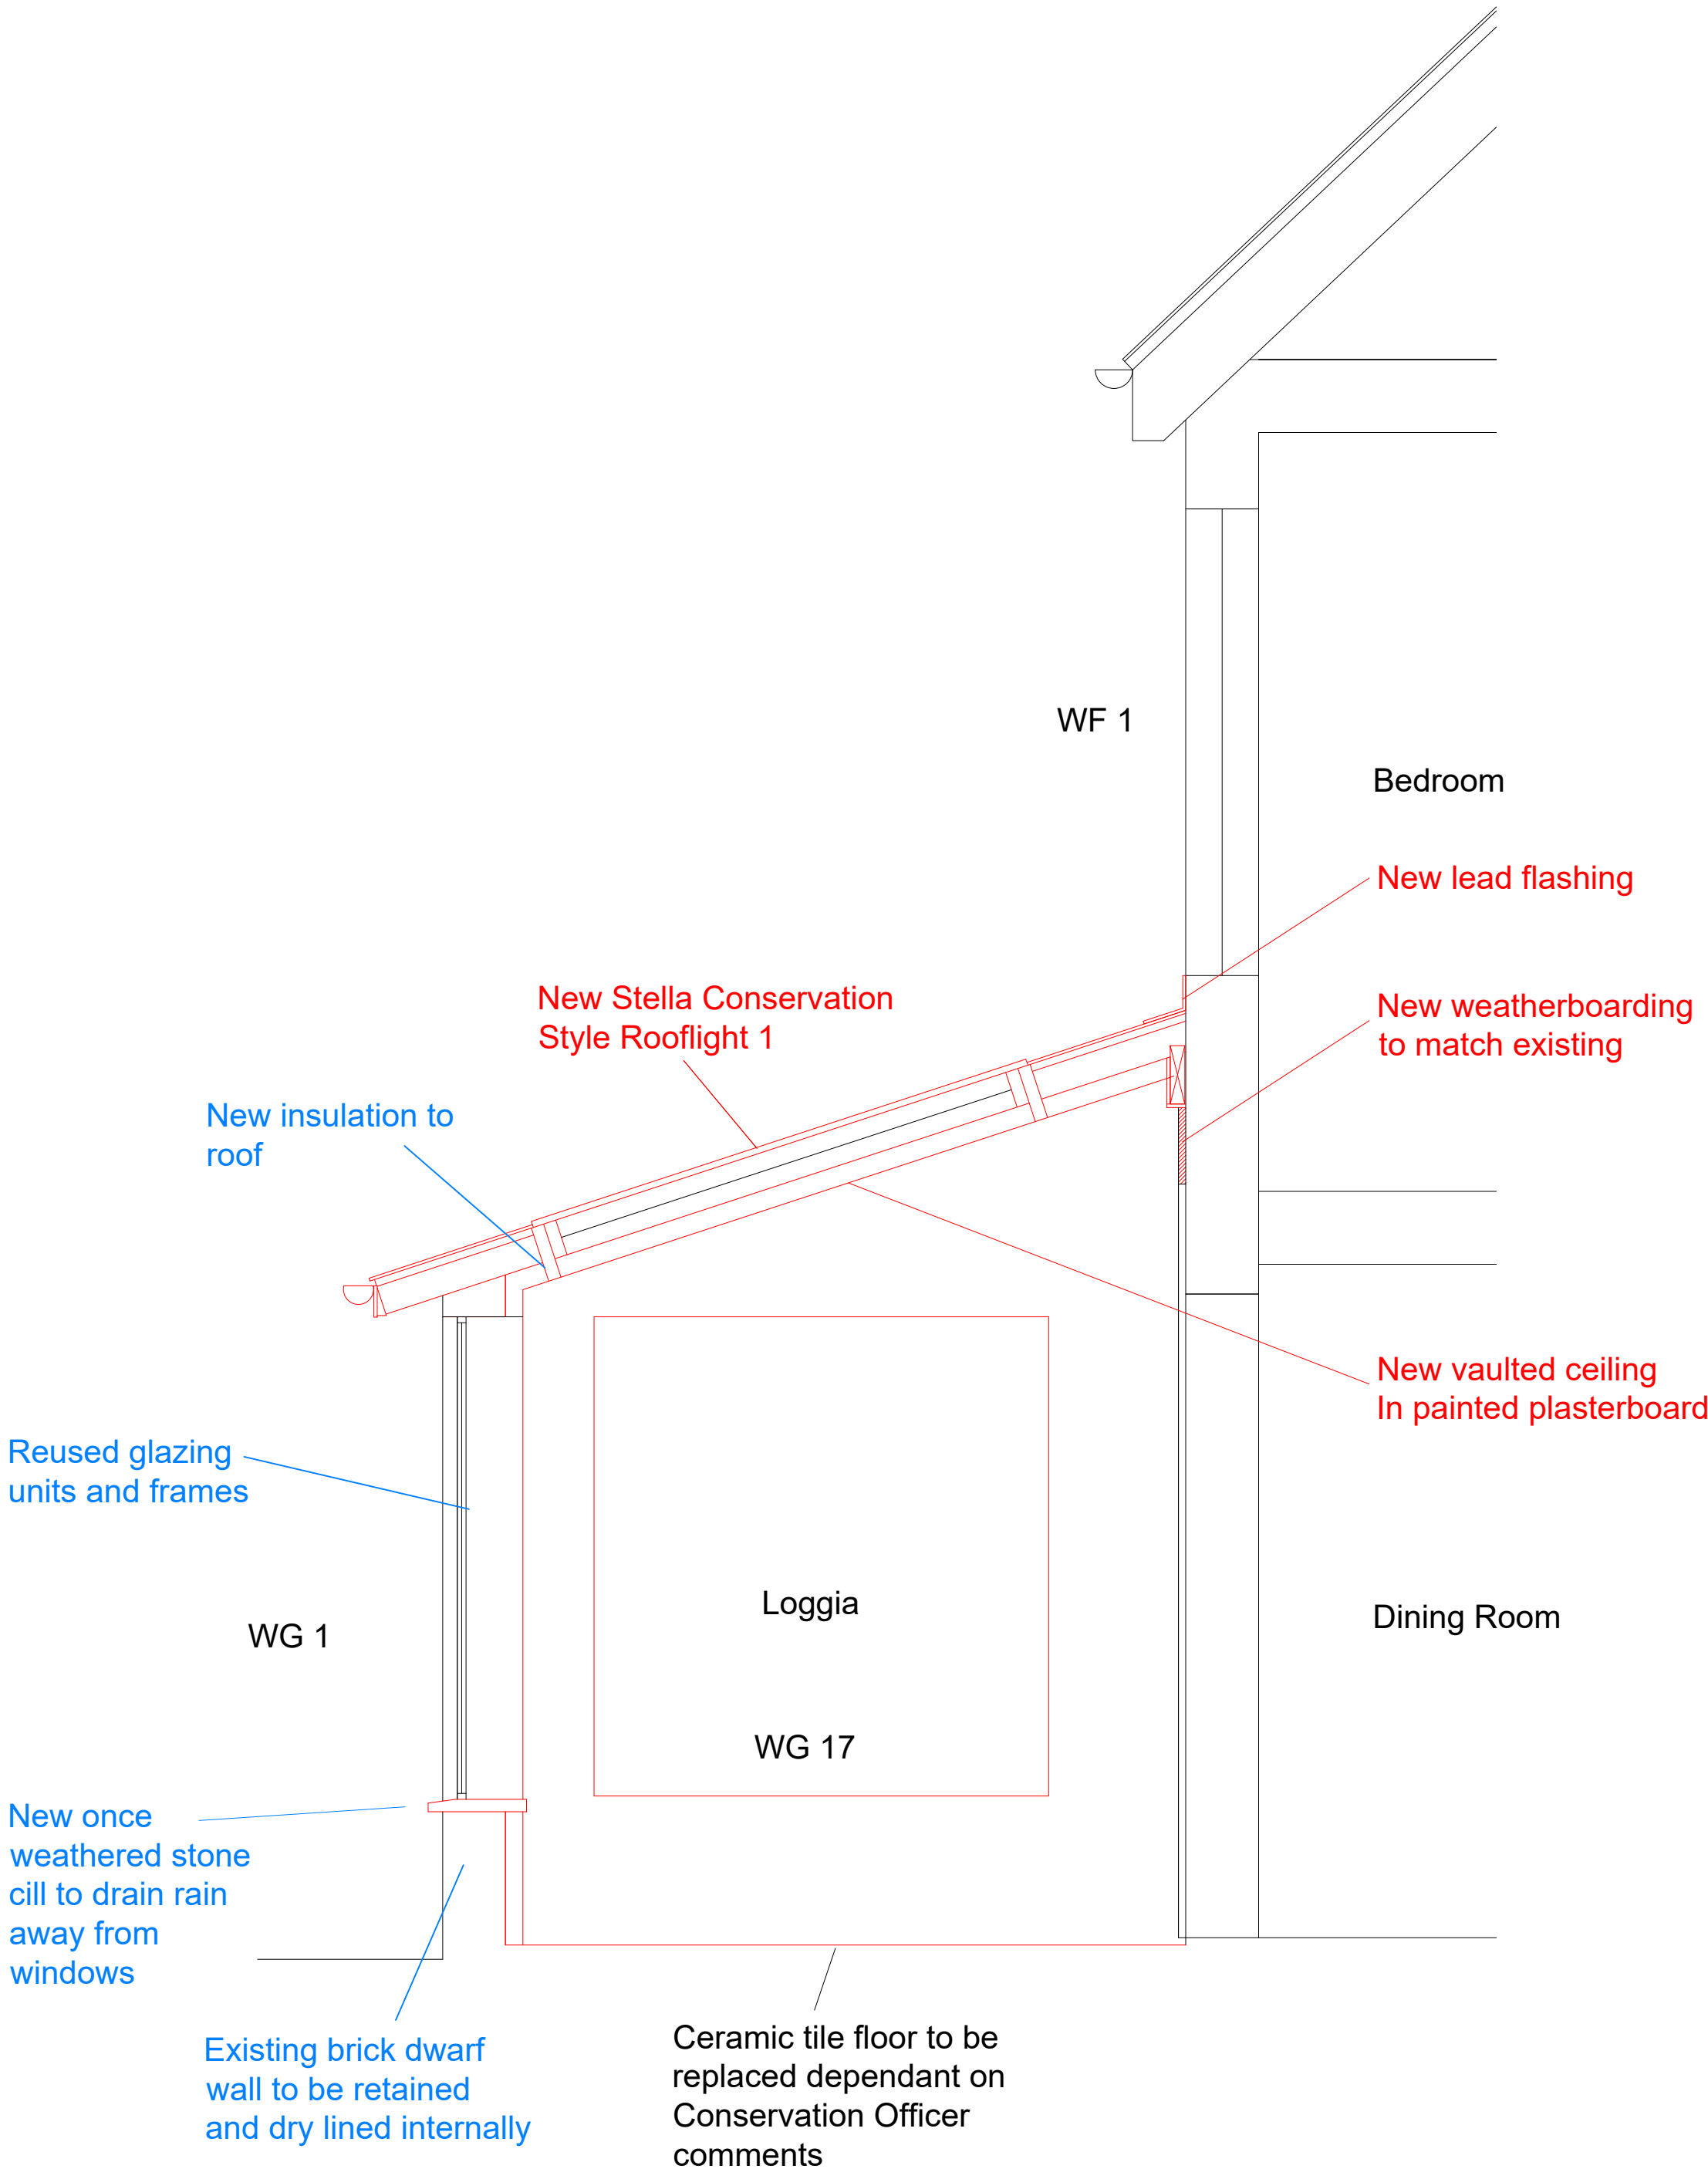 WF 1
Bedroom
New lead flashing
New Stella Conservation
Style Rooflight 1
New weatherboarding
to match existing
New insulation to
roof
New vaulted ceiling
In painted plasterboard
Reused glazing
units and frames
Loggia
Dining Room
WG 1
WG 17
New once
weathered stone
cill to drain rain
away from
windows
Existing brick dwarf
wall to be retained
and dry lined internally
Ceramic tile floor to be
replaced dependant on
Conservation Officer
comments